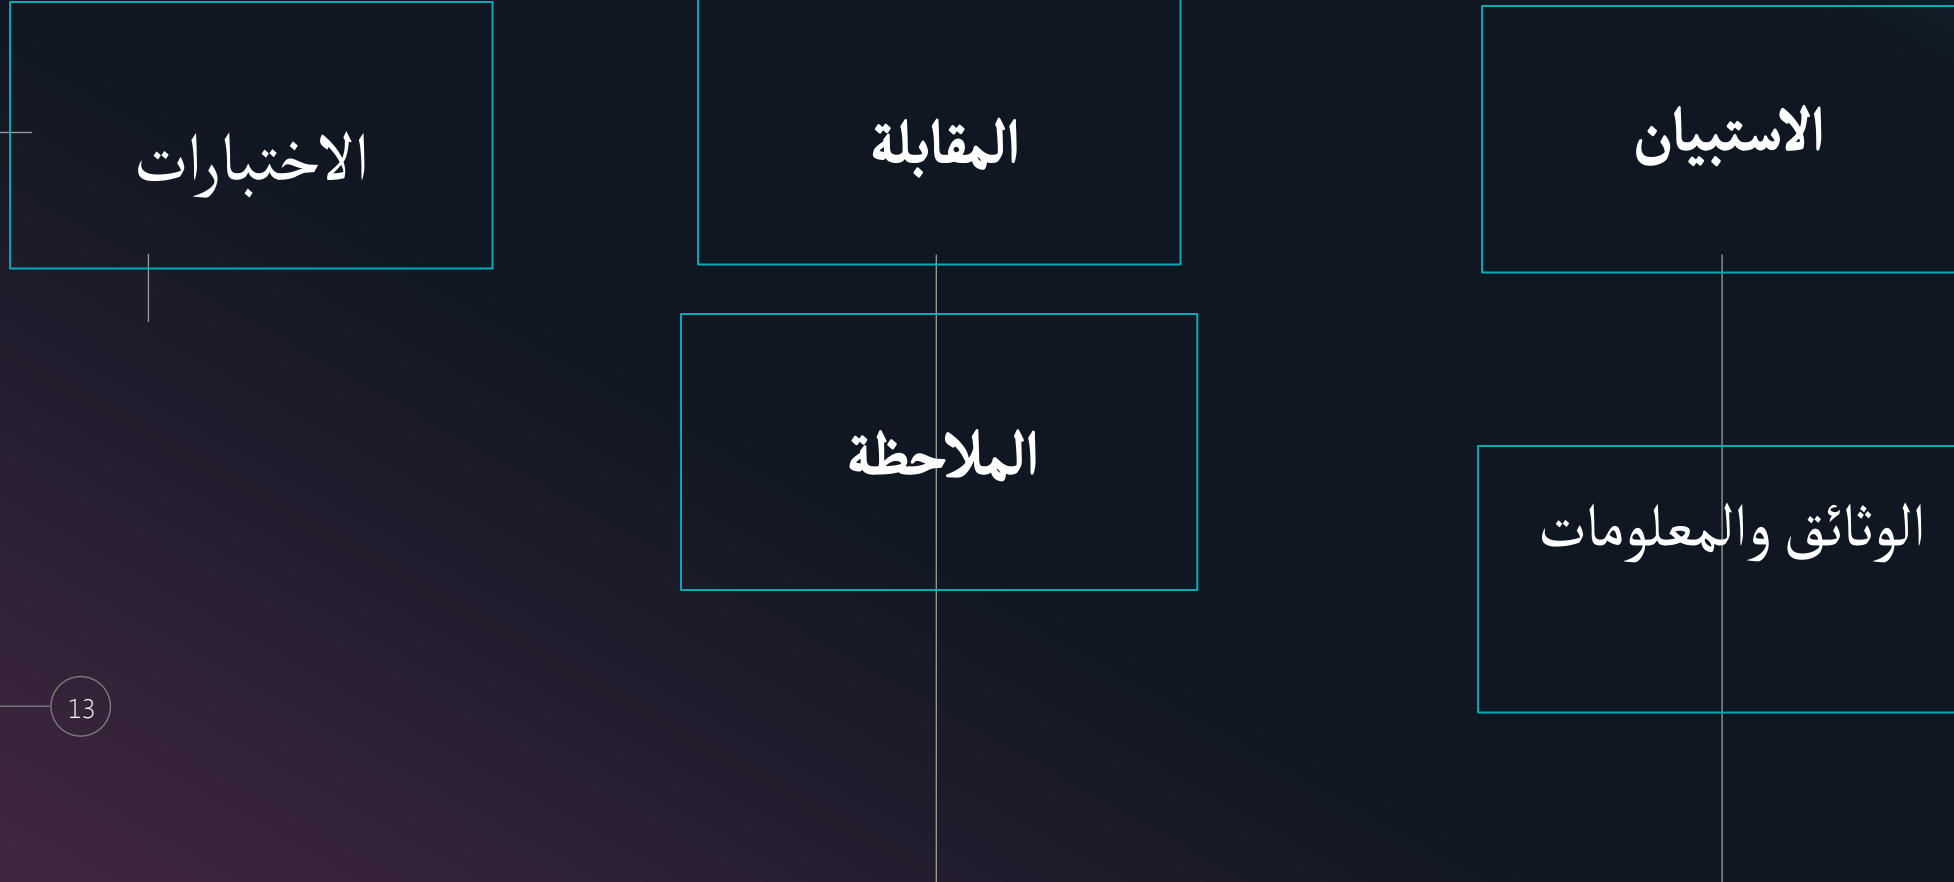 الاستبيان
المقابلة
الاختبارات
الملاحظة
الوثائق والمعلومات
13